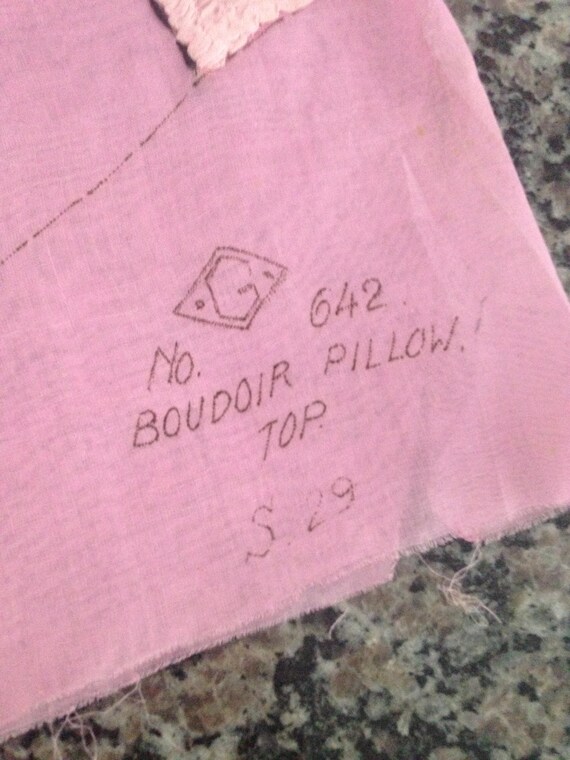 .G.
No. 642.
BOUDOIR PILLOW.
TOP.
S. 29